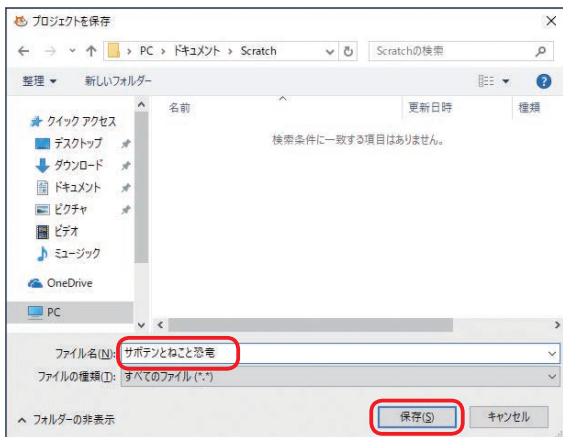 プロジェクトを保存
PC › ドキュメント › Scratch
Scratchの検索
整理
新しいフォルダー
名前
更新日時
種類
検索条件に一致する項目はありません。
クイック アクセス
デスクトップ
ダウンロード
ドキュメント
ピクチャ
ビデオ
ミュージック
OneDrive
PC
ファイル名(N): サボテンとねこと恐竜
ファイルの種類(T): すべてのファイル (*.*)
フォルダーの非表示
保存(S)
キャンセル